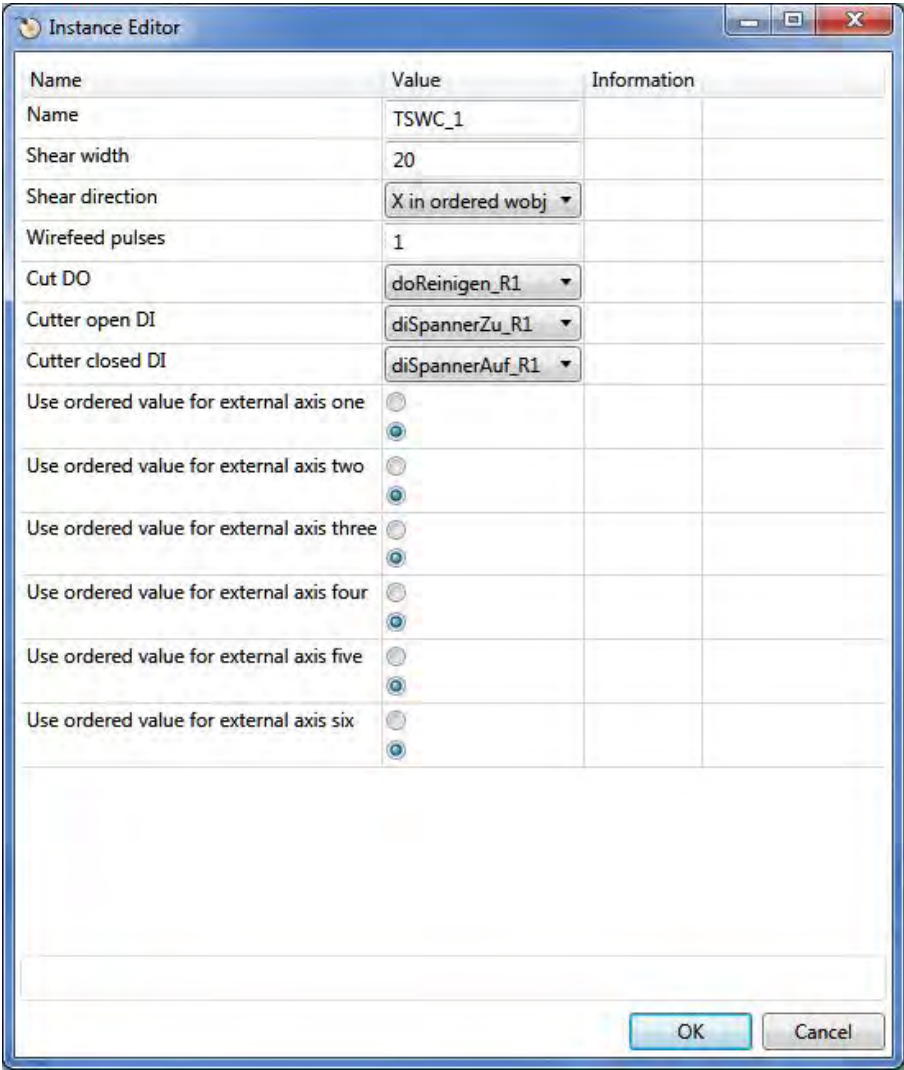 Instance Editor
Name Value Information
Name TSWC_1
Shear width 20
Shear direction X in ordered wobj
Wirefeed pulses 1
Cut DO doReinigen_R1
Cutter open DI diSpannerZu_R1
Cutter closed DI diSpannerAuf_R1
Use ordered value for external axis one
Use ordered value for external axis two
Use ordered value for external axis three
Use ordered value for external axis four
Use ordered value for external axis five
Use ordered value for external axis six
OK Cancel